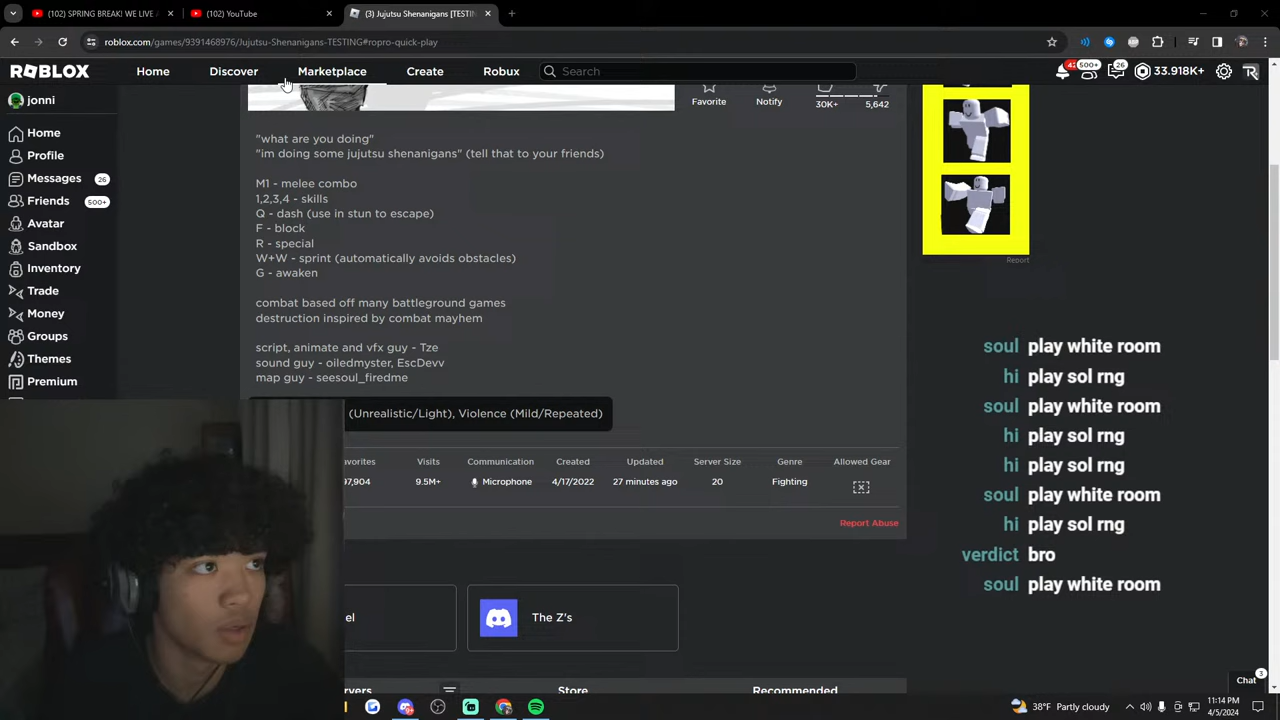 (102) SPRING BREAK! WE LIVE
(102) YouTube
(3) Jujutsu Shenanigans [TESTIN
roblox.com/games/9391468976/Jujutsu-Shenanigans-TESTING#ropro-quick-play
ROBLOX
Home
Discover
Marketplace
Create
Robux
Search
500+
26
33.918K+
jonni
Home
Profile
Messages
26
Friends
500+
Avatar
Sandbox
Inventory
Trade
Money
Groups
Themes
Premium
Favorite
Notify
30K+
5,642
"what are you doing"
"im doing some jujutsu shenanigans" (tell that to your friends)
M1 - melee combo
1,2,3,4 - skills
Q - dash (use in stun to escape)
F - block
R - special
W+W - sprint (automatically avoids obstacles)
G - awaken
combat based off many battleground games
destruction inspired by combat mayhem
script, animate and vfx guy - Tze
sound guy - oiledmyster, EscDevv
map guy - seesoul_firedme
(Unrealistic/Light), Violence (Mild/Repeated)
Visits
Communication
Created
Updated
Server Size
Genre
Allowed Gear
97,904
9.5M+
Microphone
4/17/2022
27 minutes ago
20
Fighting
Report Abuse
The Z's
Store
Recommended
Report
soul play white room
hi play sol rng
soul play white room
hi play sol rng
hi play sol rng
soul play white room
hi play sol rng
verdict bro
soul play white room
Chat
3
38°F Partly cloudy
11:14 PM
4/5/2024